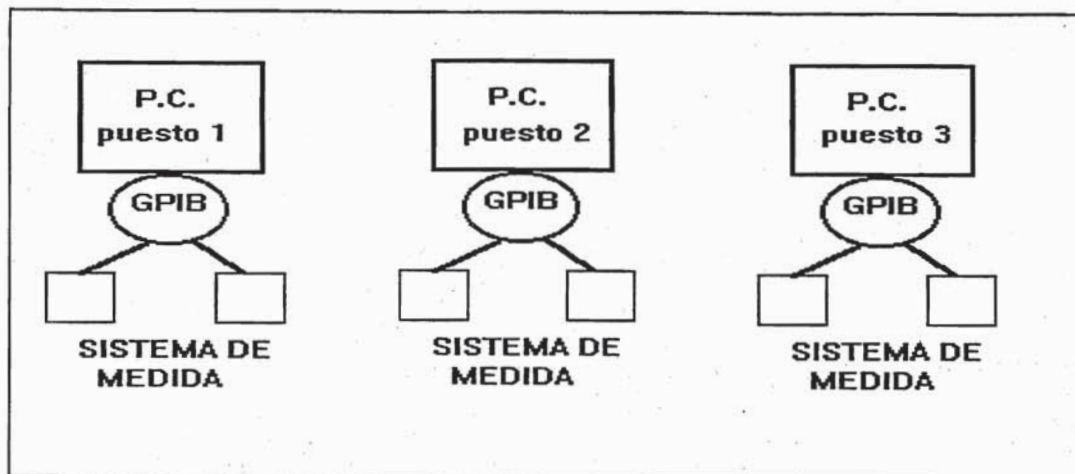 P.C.
puesto 1
GPIB
SISTEMA DE
MEDIDA
P.C.
puesto 2
GPIB
SISTEMA DE
MEDIDA
P.C.
puesto 3
GPIB
SISTEMA DE
MEDIDA